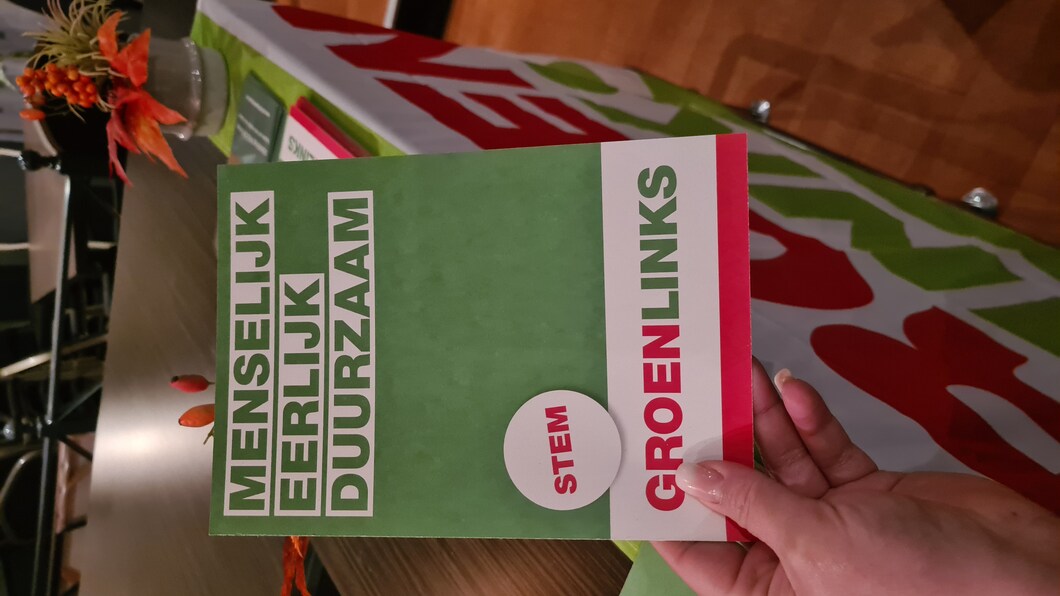 MENSELIJK
EERLIJK
DUURZAAM
STEM
GROENLINKS